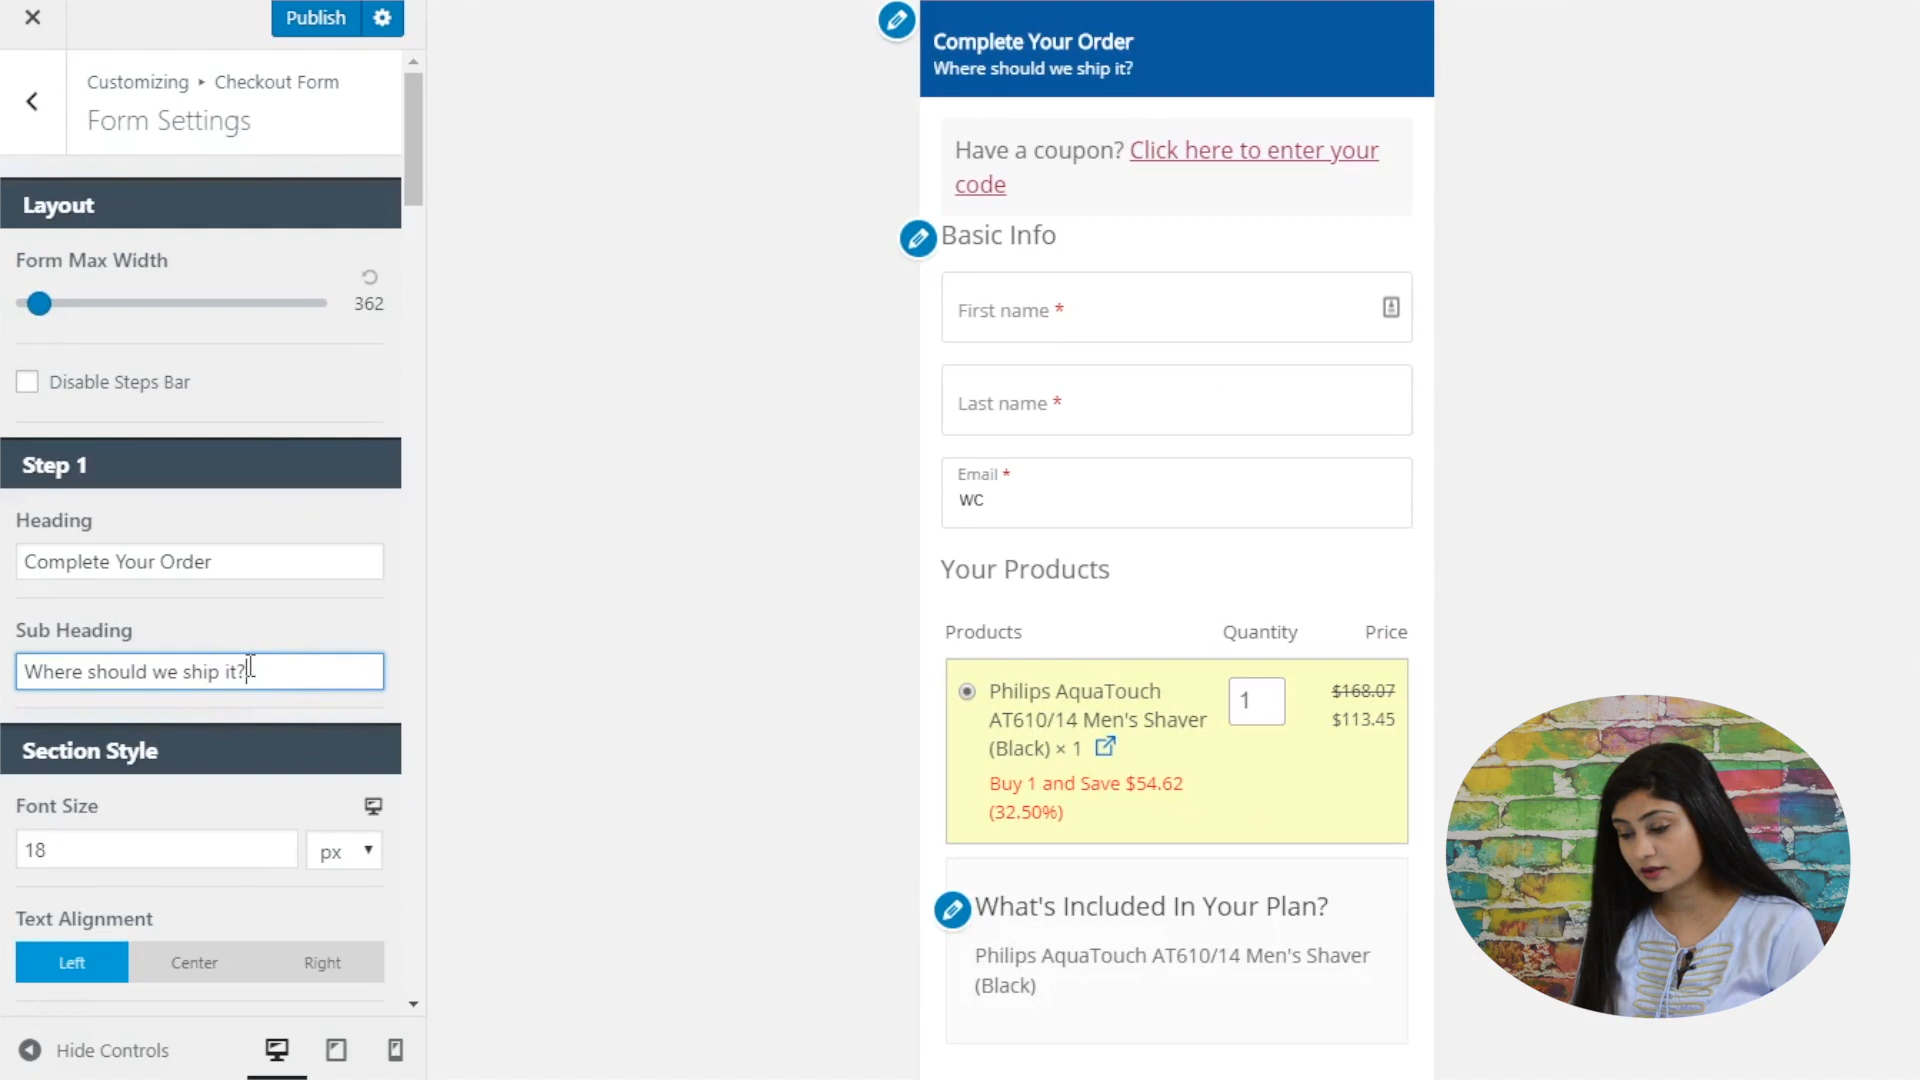 Publish
Customizing ▸ Checkout Form
Form Settings
Layout
Form Max Width
362
Disable Steps Bar
Step 1
Heading
Complete Your Order
Sub Heading
Where should we ship it?
Section Style
Font Size
18
px
Text Alignment
Left
Center
Right
Hide Controls
Complete Your Order
Where should we ship it?
Have a coupon? Click here to enter your
code
Basic Info
First name *
Last name *
Email *
wc
Your Products
Products Quantity Price
Philips AquaTouch 1 $168.07
AT610/14 Men's Shaver $113.45
(Black) × 1
Buy 1 and Save $54.62
(32.50%)
What's Included In Your Plan?
Philips AquaTouch AT610/14 Men's Shaver
(Black)